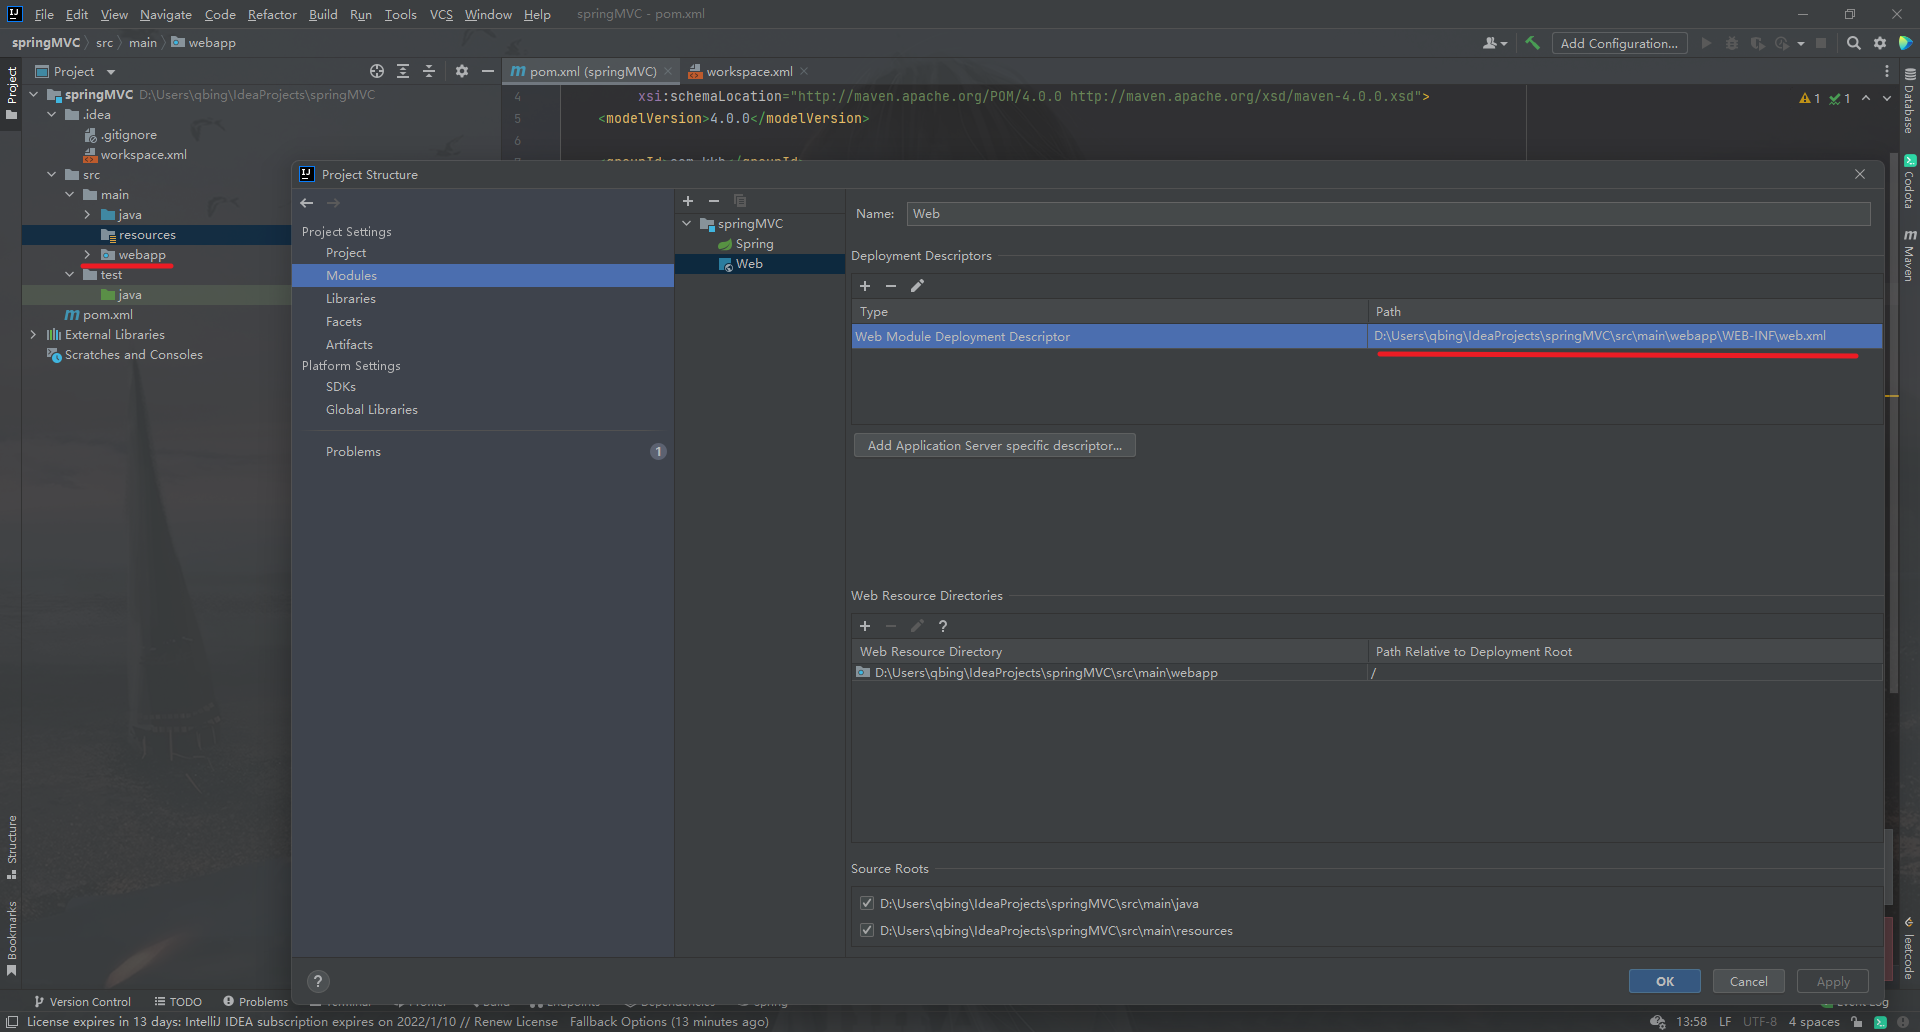 File Edit View Navigate Code Refactor Build Run Tools VCS Window Help springMVC - pom.xml
springMVC src main webapp
Add Configuration...
Project
Project
springMVC D:\Users\qbing\IdeaProjects\springMVC
.idea
.gitignore
workspace.xml
src
main
java
resources
webapp
test
java
pom.xml
External Libraries
Scratches and Consoles
pom.xml (springMVC)
workspace.xml
4 xsi:schemaLocation="http://maven.apache.org/POM/4.0.0 http://maven.apache.org/xsd/maven-4.0.0.xsd">
5 <modelVersion>4.0.0</modelVersion>
6
1 1
Project Structure
Project Settings
Project
Modules
Libraries
Facets
Artifacts
Platform Settings
SDKs
Global Libraries
Problems 1
springMVC
Spring
Web
Name: Web
Deployment Descriptors
Type Path
Web Module Deployment Descriptor D:\Users\qbing\IdeaProjects\springMVC\src\main\webapp\WEB-INF\web.xml
Add Application Server specific descriptor...
Web Resource Directories
?
Web Resource Directory Path Relative to Deployment Root
D:\Users\qbing\IdeaProjects\springMVC\src\main\webapp /
Source Roots
D:\Users\qbing\IdeaProjects\springMVC\src\main\java
D:\Users\qbing\IdeaProjects\springMVC\src\main\resources
?
OK Cancel Apply
Database
Codota
Maven
leetcode
Structure
Bookmarks
Version Control TODO Problems
License expires in 13 days: IntelliJ IDEA subscription expires on 2022/1/10 // Renew License Fallback Options (13 minutes ago)
13:58 LF UTF-8 4 spaces